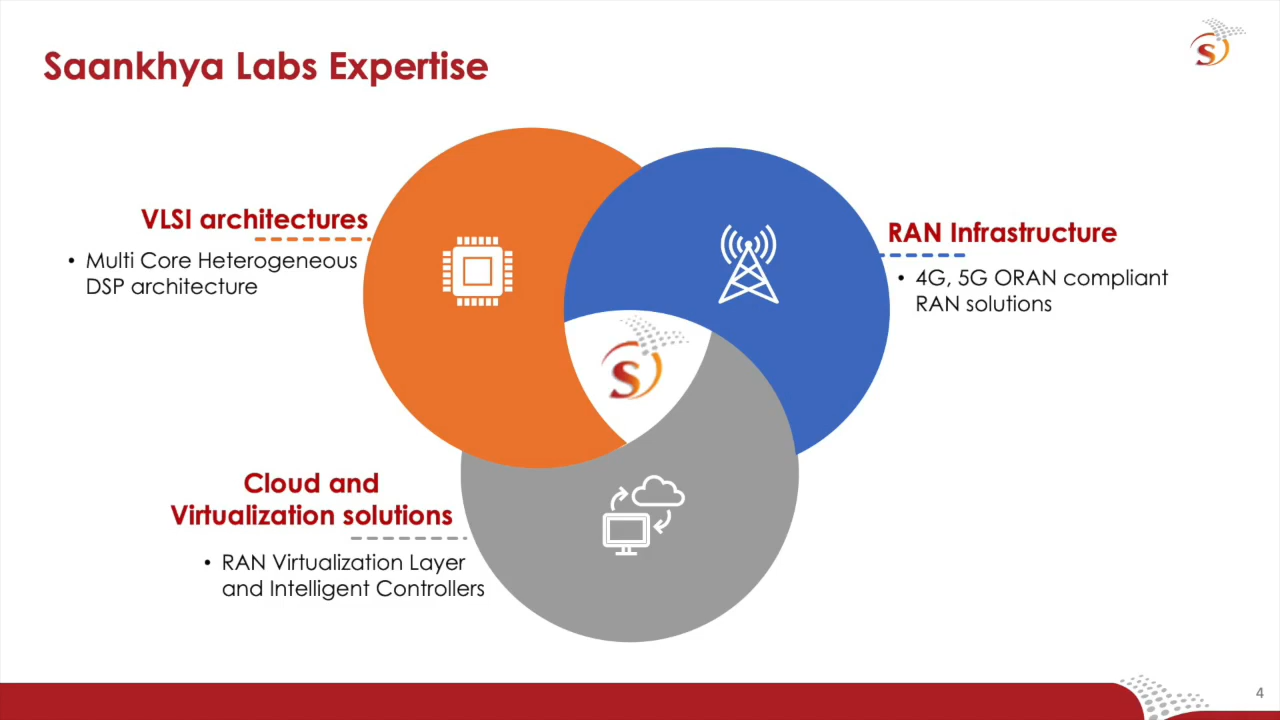 Saankhya Labs Expertise
VLSI architectures
• Multi Core Heterogeneous
DSP architecture
RAN Infrastructure
• 4G, 5G ORAN compliant
RAN solutions
Cloud and
Virtualization solutions
• RAN Virtualization Layer
and Intelligent Controllers
4